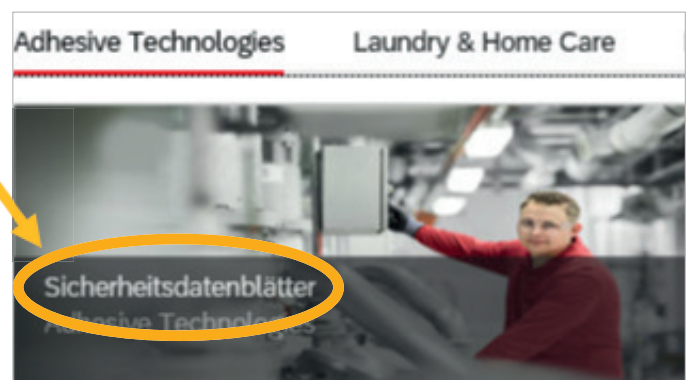 Adhesive Technologies Laundry & Home Care
Sicherheitsdatenblätter
Adhesive Technologies